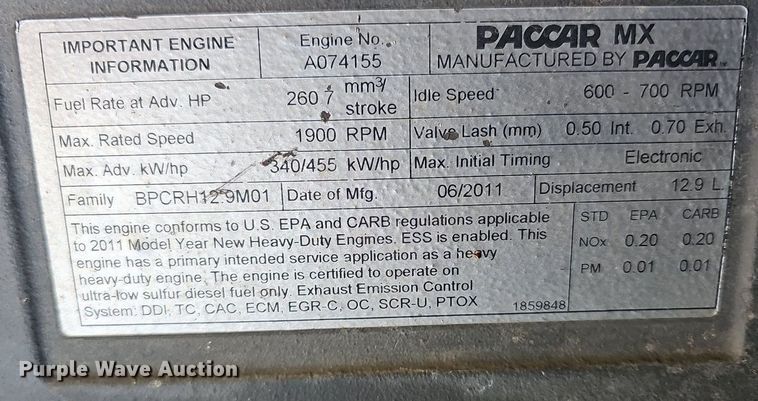 IMPORTANT ENGINE
INFORMATION
Engine No.
A074155
PACCAR MX
MANUFACTURED BY PACCAR
Fuel Rate at Adv. HP 260.7 mm3/
stroke
Idle Speed 600 - 700 RPM
Max. Rated Speed 1900 RPM
Valve Lash (mm) 0.50 Int. 0.70 Exh.
Max. Adv. kW/hp 340/455 kW/hp
Max. Initial Timing Electronic
Family BPCRH12.9M01
Date of Mfg. 06/2011
Displacement 12.9 L.
This engine conforms to U.S. EPA and CARB regulations applicable
to 2011 Model Year New Heavy-Duty Engines. ESS is enabled. This
engine has a primary intended service application as a heavy
heavy-duty engine. The engine is certified to operate on
ultra-low sulfur diesel fuel only. Exhaust Emission Control
System: DDI, TC, CAC, ECM, EGR-C, OC, SCR-U, PTOX
1859848
STD EPA CARB
NOx 0.20 0.20
PM 0.01 0.01
Purple Wave Auction